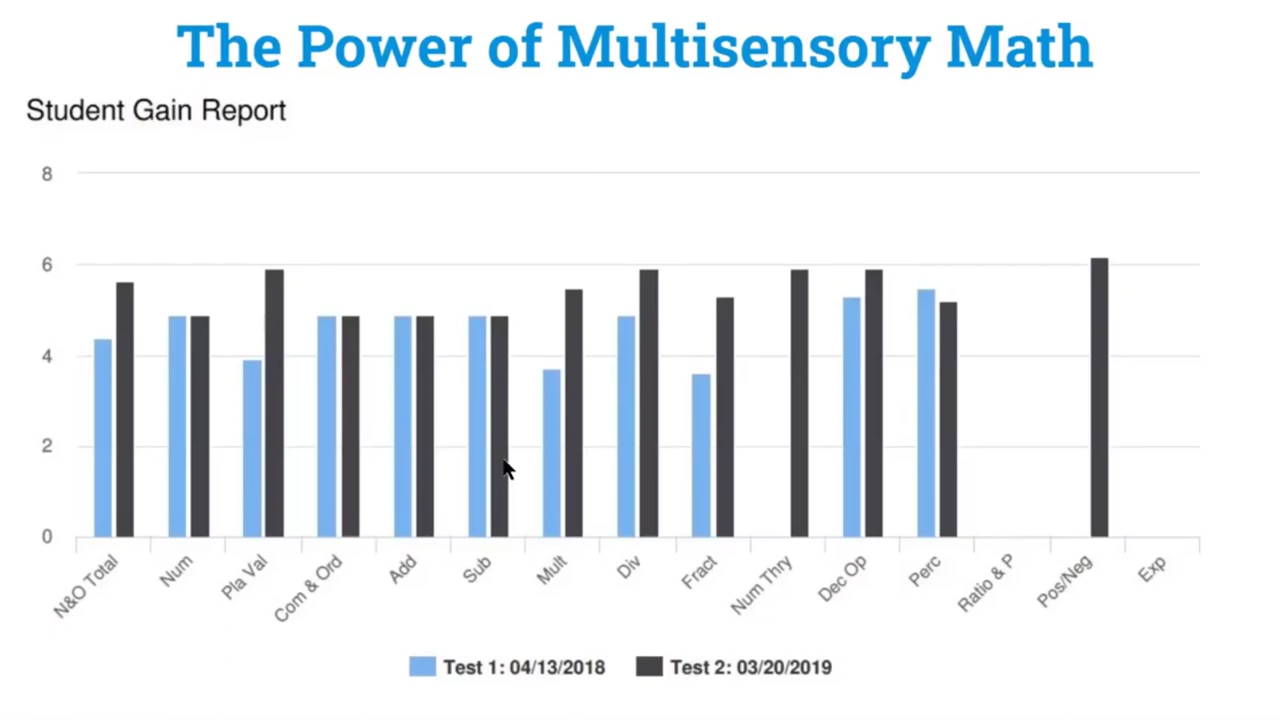 The Power of Multisensory Math
Student Gain Report
8
6
4
2
0
N&O Total
Num
Pla Val
Com & Ord
Add
Sub
Mult
Div
Fract
Num Thry
Dec Op
Perc
Ratio & P
Pos/Neg
Exp
Test 1: 04/13/2018 Test 2: 03/20/2019